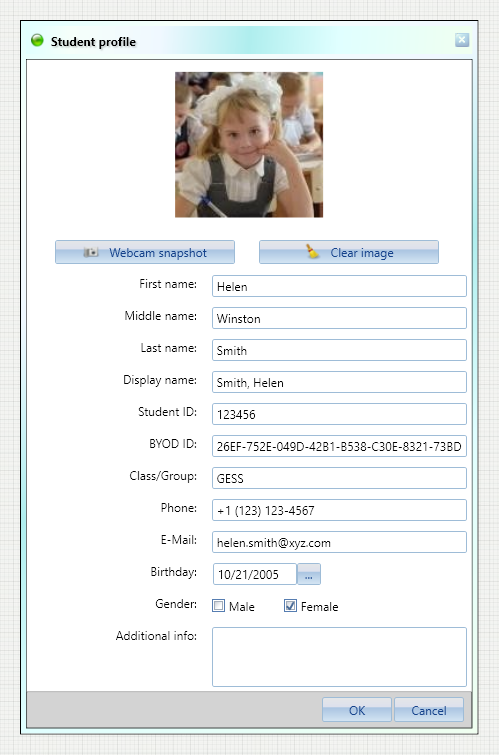 Student profile
Webcam snapshot Clear image
First name: Helen
Middle name: Winston
Last name: Smith
Display name: Smith, Helen
Student ID: 123456
BYOD ID: 26EF-752E-049D-42B1-B538-C30E-8321-73BD
Class/Group: GESS
Phone: +1 (123) 123-4567
E-Mail: helen.smith@xyz.com
Birthday: 10/21/2005 ...
Gender: Male Female
Additional info:
OK Cancel